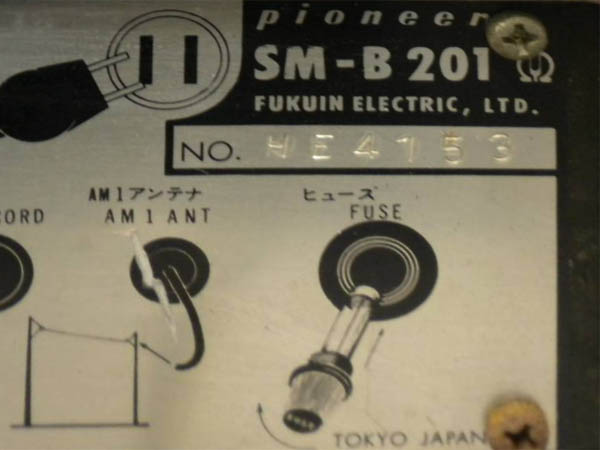 pioneer
SM-B 201
FUKUIN ELECTRIC, LTD.
NO. HE4153
AM1アンテナ
ヒューズ
ORD
AM 1 ANT
FUSE
TOKYO JAPAN